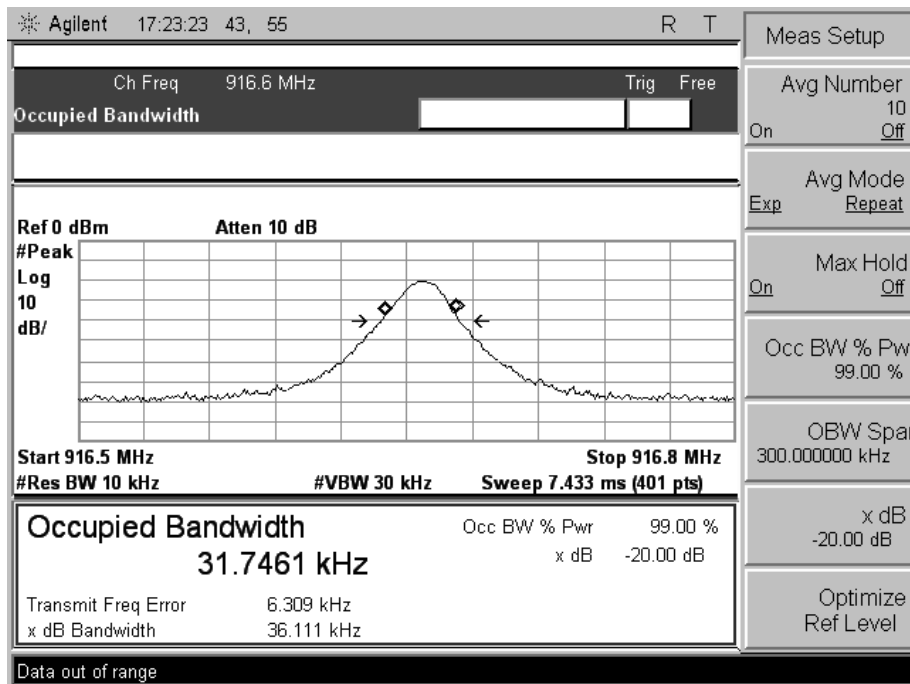 Agilent 17:23:23 43, 55 R T
Ch Freq 916.6 MHz Trig Free
Occupied Bandwidth
Ref 0 dBm Atten 10 dB
#Peak
Log
10
dB/
Start 916.5 MHz Stop 916.8 MHz
#Res BW 10 kHz #VBW 30 kHz Sweep 7.433 ms (401 pts)
Occupied Bandwidth Occ BW % Pwr 99.00 %
31.7461 kHz x dB -20.00 dB
Transmit Freq Error 6.309 kHz
x dB Bandwidth 36.111 kHz
Data out of range
Meas Setup
Avg Number
10
On Off
Avg Mode
Exp Repeat
Max Hold
On Off
Occ BW % Pw
99.00 %
OBW Spar
300.000000 kHz
x dB
-20.00 dB
Optimize
Ref Level